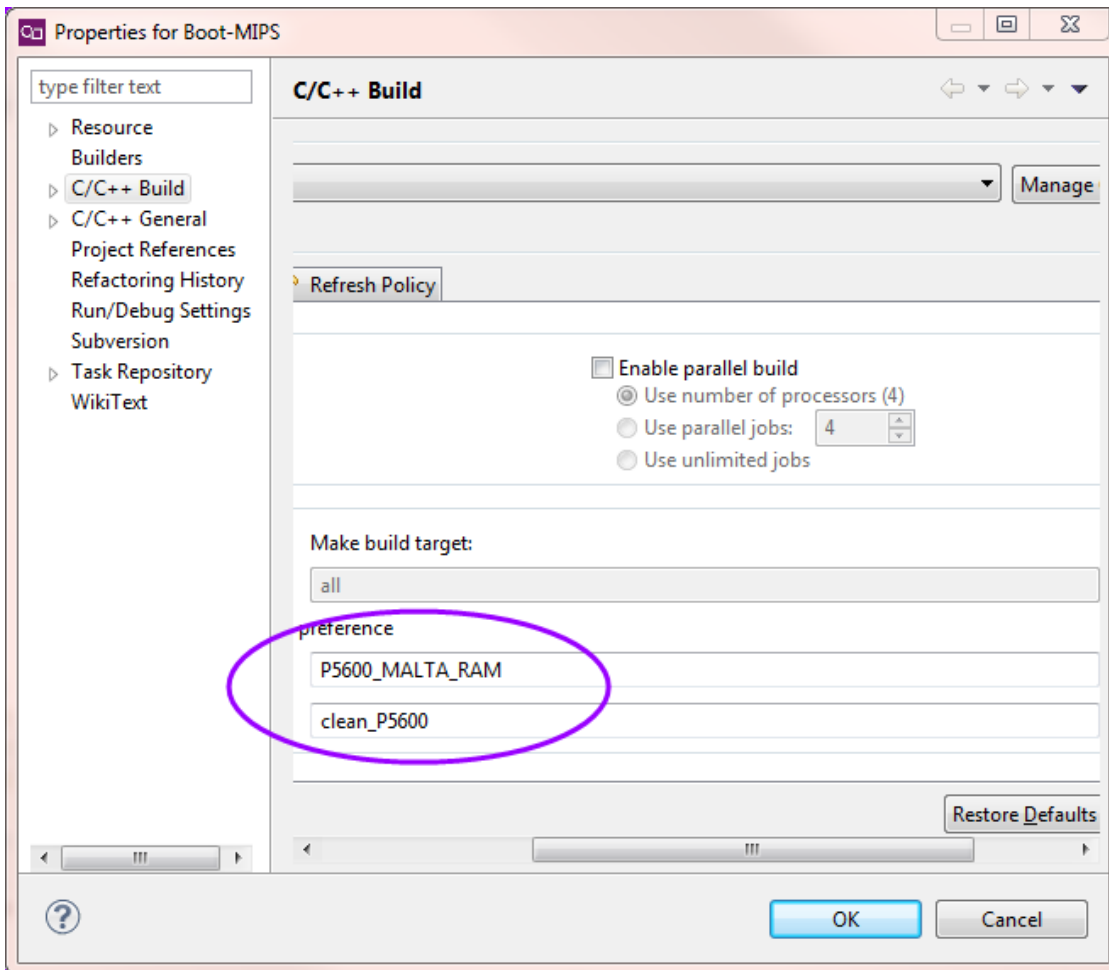 Properties for Boot-MIPS
type filter text
Resource
Builders
C/C++ Build
C/C++ General
Project References
Refactoring History
Run/Debug Settings
Subversion
Task Repository
WikiText
C/C++ Build
Manage
Refresh Policy
Enable parallel build
Use number of processors (4)
Use parallel jobs: 4
Use unlimited jobs
Make build target:
all
preference
P5600_MALTA_RAM
clean_P5600
Restore Defaults
OK Cancel